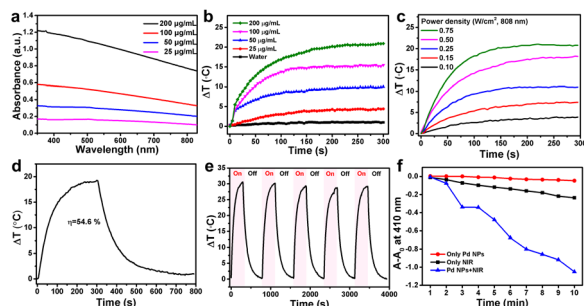 a
1.2
1.0
0.8
0.6
0.4
0.2
0.0
Absorbance (a.u.)
200 μg/mL
100 μg/mL
50 μg/mL
25 μg/mL
400 500 600 700 800
Wavelength (nm)
b
30
25
20
15
10
5
0
ΔT (·C)
200 μg/mL
100 μg/mL
50 μg/mL
25 μg/mL
Water
0 50 100 150 200 250 300
Time (s)
c
30
25
20
15
10
5
0
ΔT (·C)
Power density (W/cm², 808 nm)
0.75
0.50
0.25
0.15
0.10
0 50 100 150 200 250 300
Time (s)
d
20
15
10
5
0
ΔT (°C)
η=54.6 %
0 100 200 300 400 500 600 700 800
Time (s)
e
40
30
20
10
0
ΔT (·C)
On Off On Off On Off On Off On Off
0 1000 2000 3000 4000
Time (s)
f
0.0
-0.2
-0.4
-0.6
-0.8
-1.0
-1.2
A-A₀ at 410 nm
Only Pd NPs
Only NIR
Pd NPs+NIR
0 1 2 3 4 5 6 7 8 9 10
Time (min)